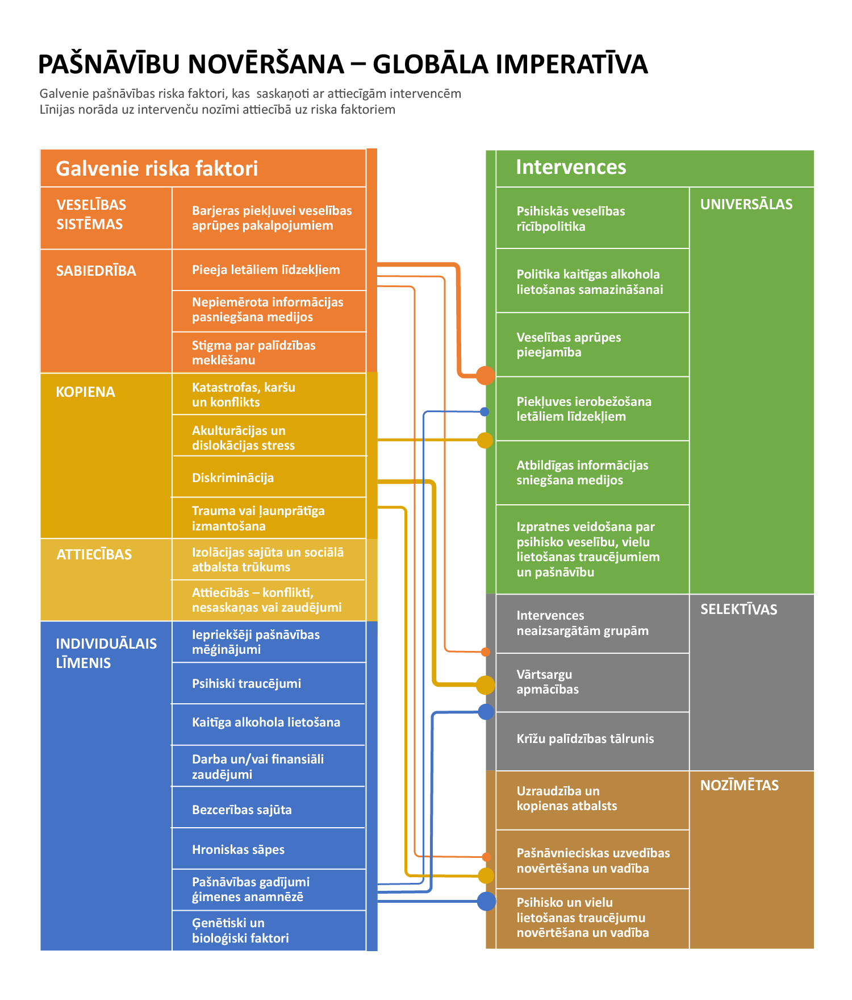 PAŠNĀVĪBU NOVĒRŠANA – GLOBĀLA IMPERATĪVA
Galvenie pašnāvības riska faktori, kas saskaņoti ar attiecīgām intervencēm
Līnijas norāda uz intervenču nozīmi attiecībā uz riska faktoriem
Galvenie riska faktori
VESELĪBAS
SISTĒMAS
Barjeras piekļuvei veselības
aprūpes pakalpojumiem
SABIEDRĪBA
Pieeja letāliem līdzekļiem
Nepiemērota informācijas
pasniegšana medijos
Stigma par palīdzības
meklēšanu
KOPIENA
Katastrofas, karšu
un konflikts
Akulturācijas un
dislokācijas stress
Diskriminācija
Trauma vai ļaunprātīga
izmantošana
ATTIECĪBAS
Izolācijas sajūta un sociālā
atbalsta trūkums
Attiecībās – konflikti,
nesaskaņas vai zaudējumi
INDIVIDUĀLAIS
LĪMENIS
Iepriekšēji pašnāvības
mēģinājumi
Psihiski traucējumi
Kaitīga alkohola lietošana
Darba un/vai finansiāli
zaudējumi
Bezcerības sajūta
Hroniskas sāpes
Pašnāvības gadījumi
ģimenes anamnēzē
Ģenētiski un
bioloģiski faktori
Intervences
UNIVERSĀLAS
Psihiskās veselības
rīcībpolitika
Politika kaitīgas alkohola
lietošanas samazināšanai
Veselības aprūpes
pieejamība
Piekļuves ierobežošana
letāliem līdzekļiem
Atbildīgas informācijas
sniegšana medijos
Izpratnes veidošana par
psihisko veselību, vielu
lietošanas traucējumiem
un pašnāvību
SELEKTĪVAS
Intervences
neaizsargātām grupām
Vārtsargu
apmācības
Krīžu palīdzības tālrunis
NOZĪMĒTAS
Uzraudzība un
kopienas atbalsts
Pašnāvnieciskas uzvedības
novērtēšana un vadība
Psihisko un vielu
lietošanas traucējumu
novērtēšana un vadība